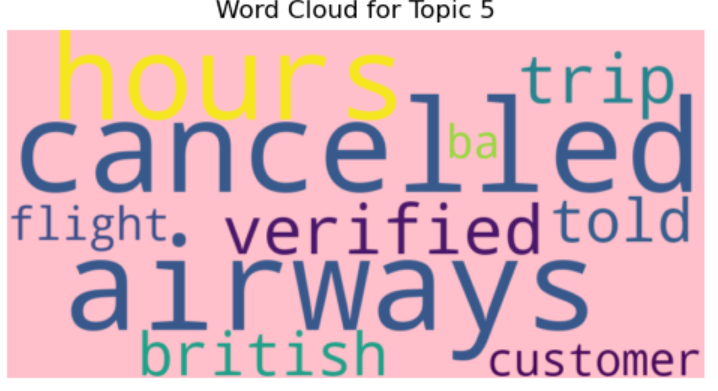 Word Cloud for Topic 5
hours
trip
cancelled
ba
flight
verified
told
airways
british
customer